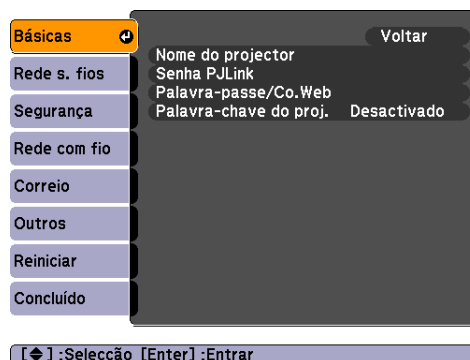 Básicas
Rede s. fios
Segurança
Rede com fio
Correio
Outros
Reiniciar
Concluído
Voltar
Nome do projector
Senha PJLink
Palavra-passe/Co.Web
Palavra-chave do proj. Desactivado
[◆] :Selecção [Enter] :Entrar